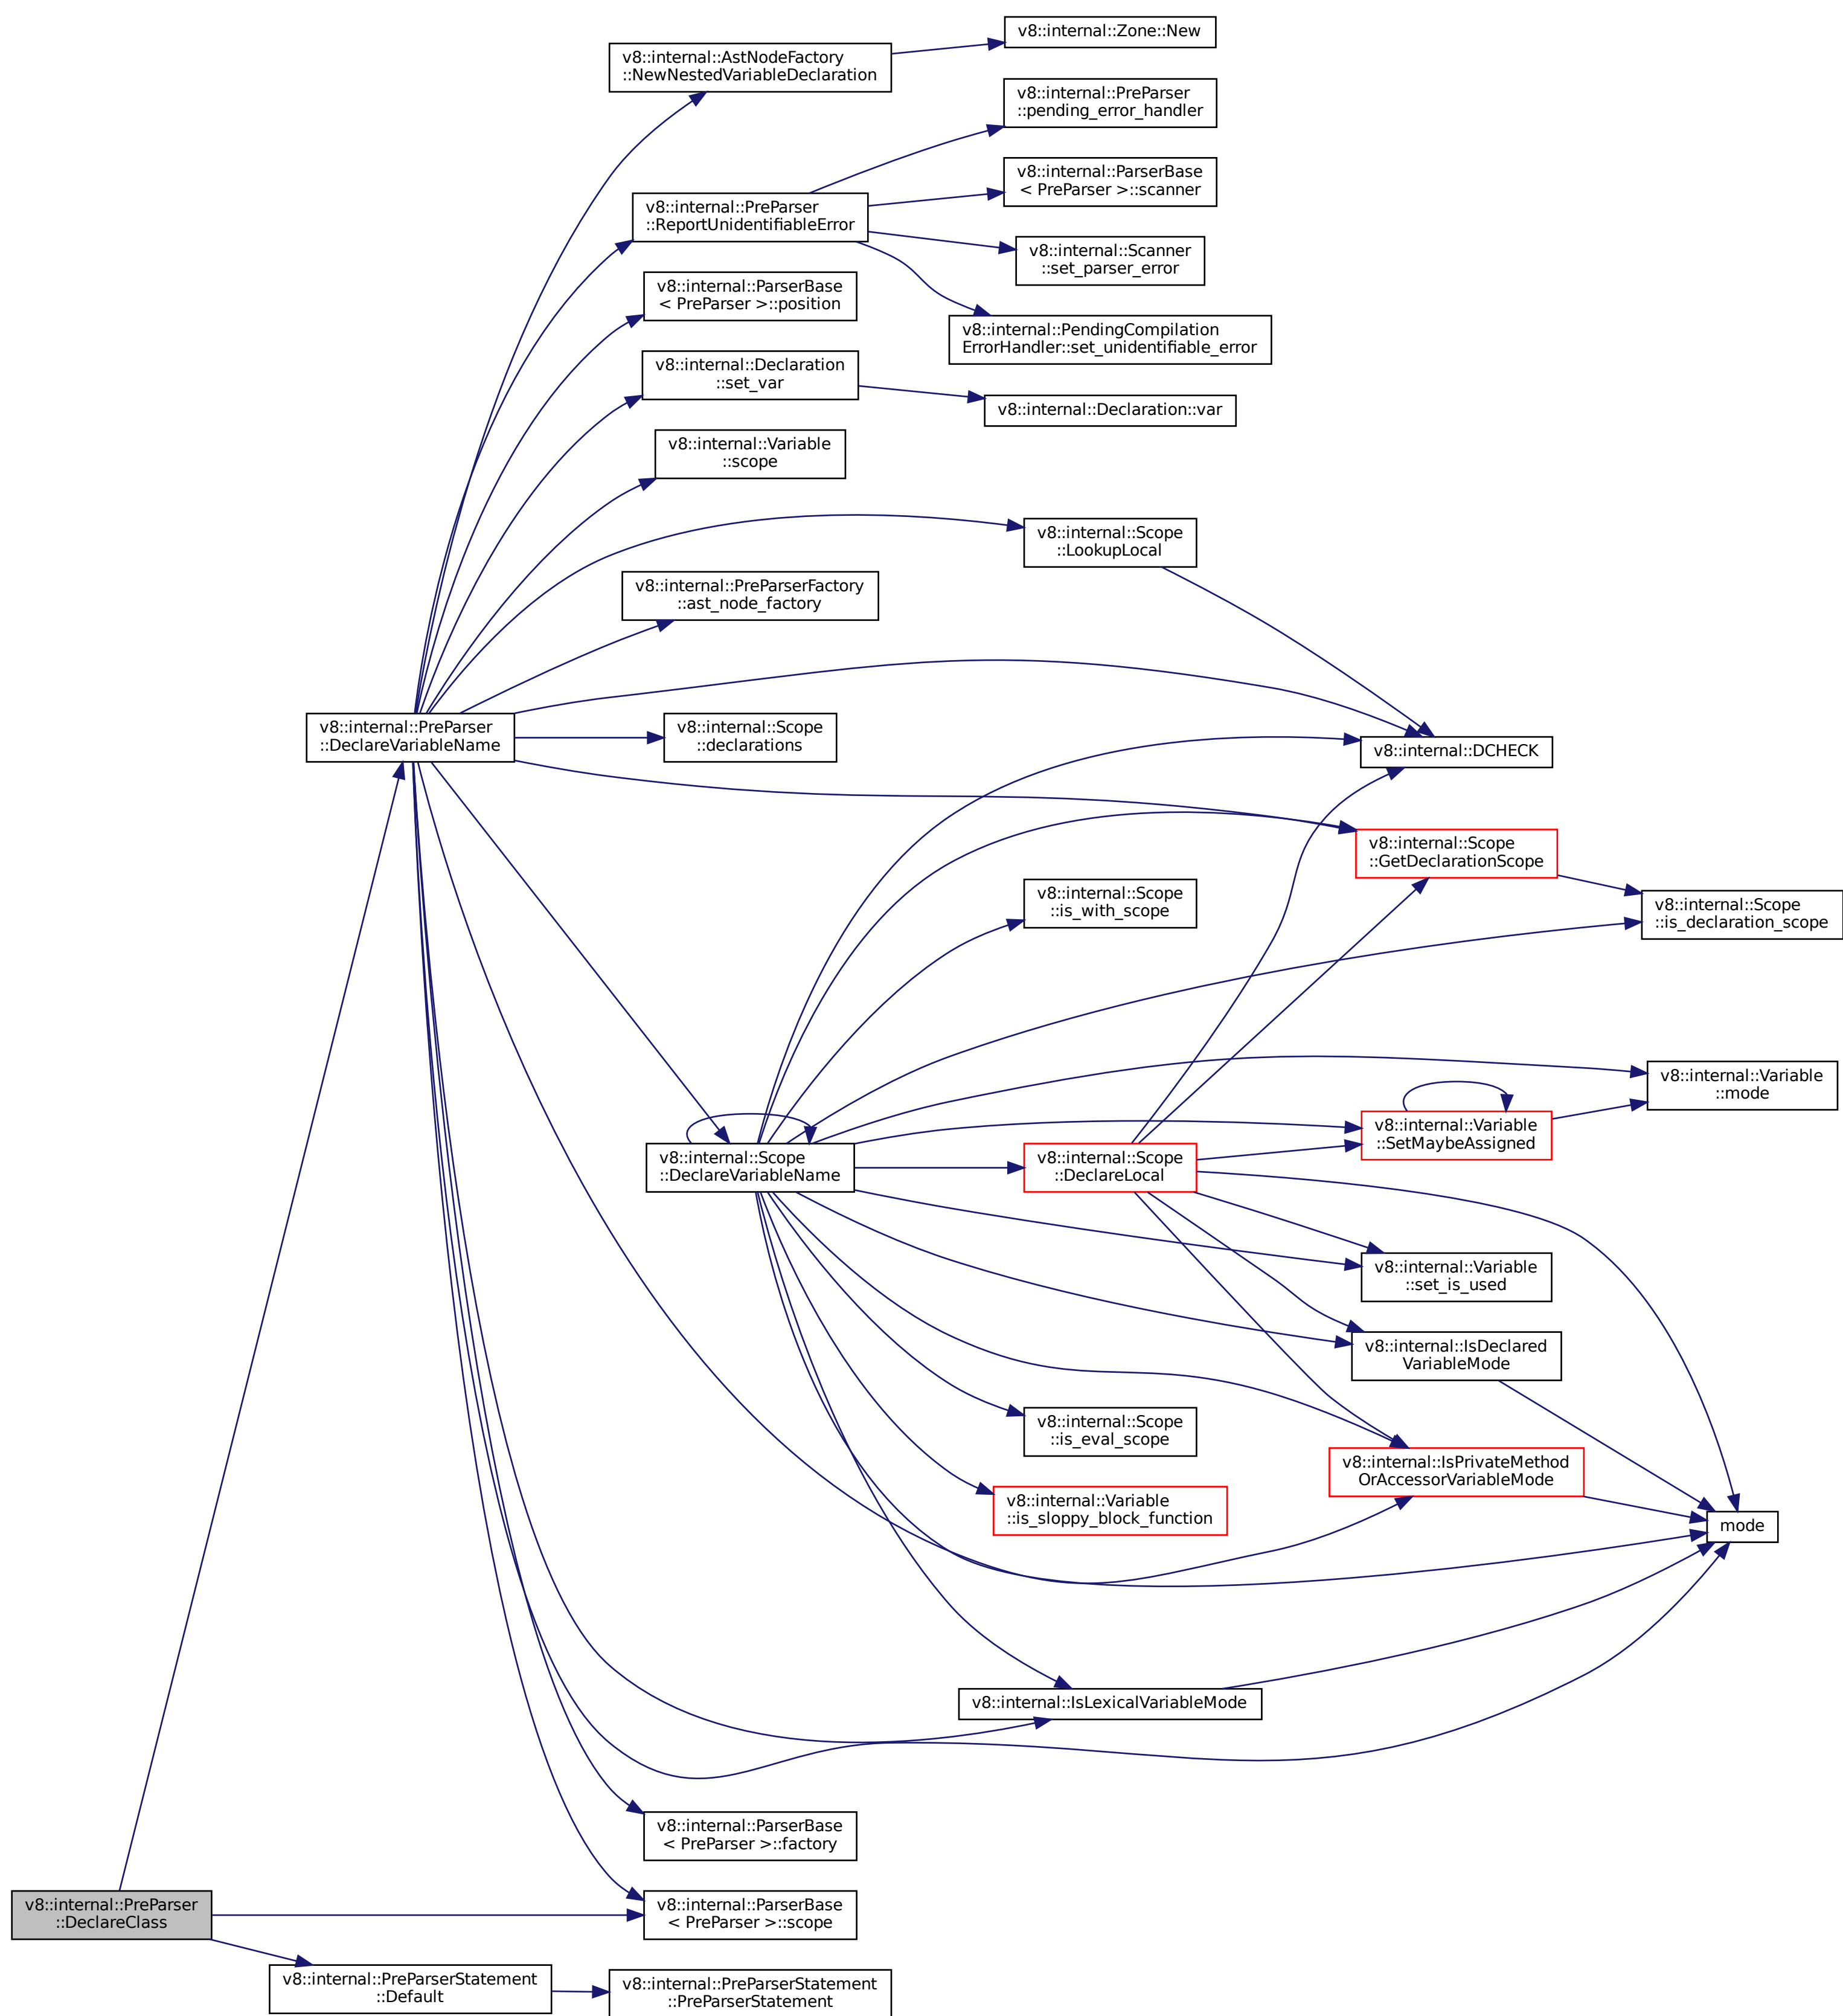 v8::internal::Zone::New
v8::internal::AstNodeFactory
::NewNestedVariableDeclaration
v8::internal::PreParser
::pending_error_handler
v8::internal::ParserBase
< PreParser >::scanner
v8::internal::PreParser
::ReportUnidentifiableError
v8::internal::Scanner
::set_parser_error
v8::internal::ParserBase
< PreParser >::position
v8::internal::PendingCompilation
ErrorHandler::set_unidentifiable_error
v8::internal::Declaration
::set_var
v8::internal::Declaration::var
v8::internal::Variable
::scope
v8::internal::Scope
::LookupLocal
v8::internal::PreParserFactory
::ast_node_factory
v8::internal::PreParser
::DeclareVariableName
v8::internal::Scope
::declarations
v8::internal::DCHECK
v8::internal::Scope
::GetDeclarationScope
v8::internal::Scope
::is_with_scope
v8::internal::Scope
::is_declaration_scope
v8::internal::Variable
::mode
v8::internal::Variable
::SetMaybeAssigned
v8::internal::Scope
::DeclareVariableName
v8::internal::Scope
::DeclareLocal
v8::internal::Variable
::set_is_used
v8::internal::IsDeclared
VariableMode
v8::internal::Scope
::is_eval_scope
v8::internal::IsPrivateMethod
OrAccessorVariableMode
v8::internal::Variable
::is_sloppy_block_function
mode
v8::internal::IsLexicalVariableMode
v8::internal::ParserBase
< PreParser >::factory
v8::internal::PreParser
::DeclareClass
v8::internal::ParserBase
< PreParser >::scope
v8::internal::PreParserStatement
::Default
v8::internal::PreParserStatement
::PreParserStatement